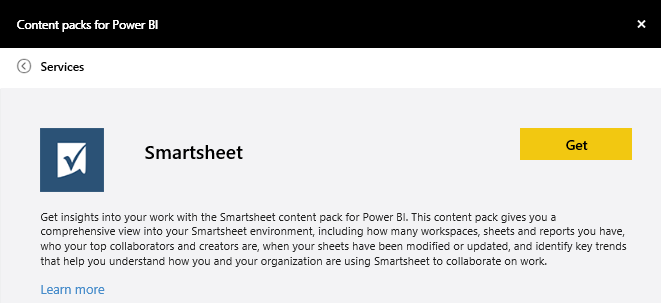 Content packs for Power BI
Services
Smartsheet
Get
Get insights into your work with the Smartsheet content pack for Power BI. This content pack gives you a
comprehensive view into your Smartsheet environment, including how many workspaces, sheets and reports you have,
who your top collaborators and creators are, when your sheets have been modified or updated, and identify key trends
that help you understand how you and your organization are using Smartsheet to collaborate on work.
Learn more